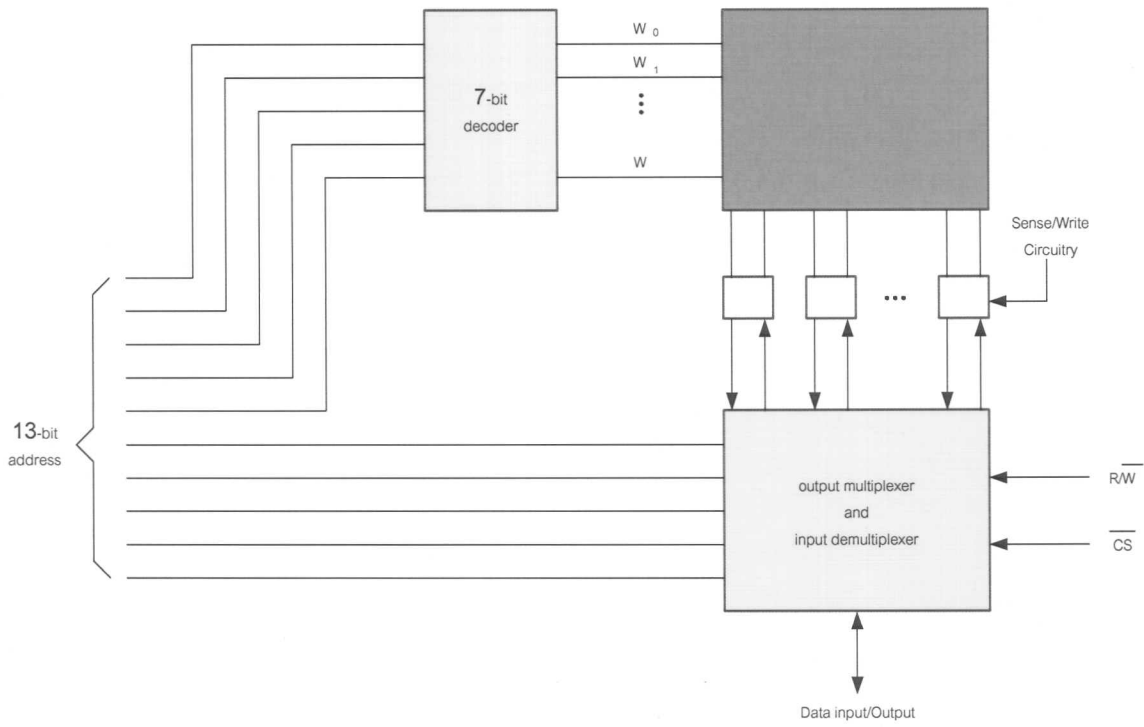 W 0
W 1
7-bit
decoder
W
Sense/Write
Circuitry
13-bit
address
output multiplexer
and
input demultiplexer
R/W
CS
Data input/Output